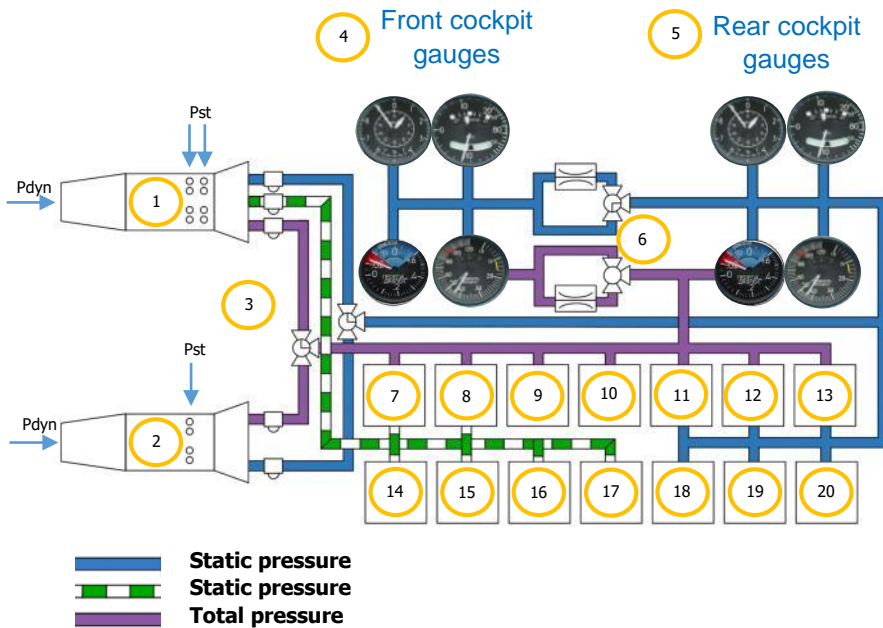 4
Front cockpit
gauges
5
Rear cockpit
gauges
Pst
Pdyn
1
6
3
Pst
Pdyn
2
7 8 9 10 11 12 13
14 15 16 17 18 19 20
Static pressure
Static pressure
Total pressure